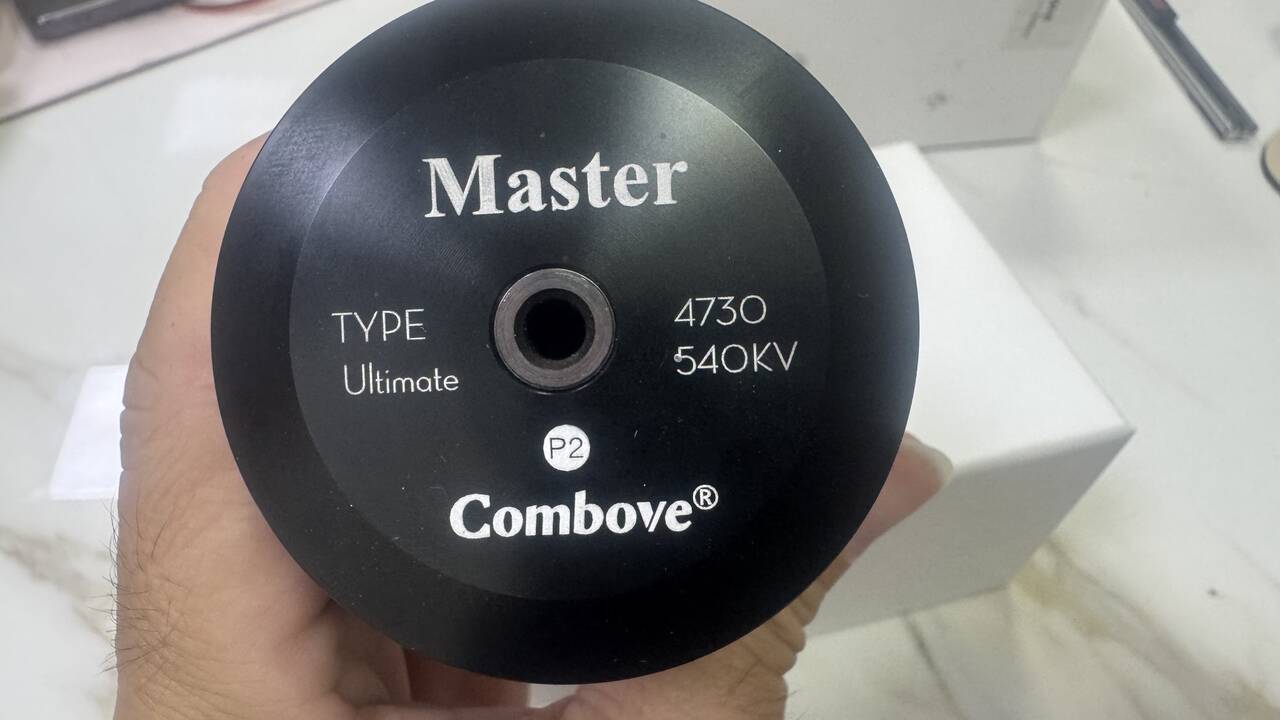 Master
TYPE
Ultimate
4730
540KV
P2
Combove®